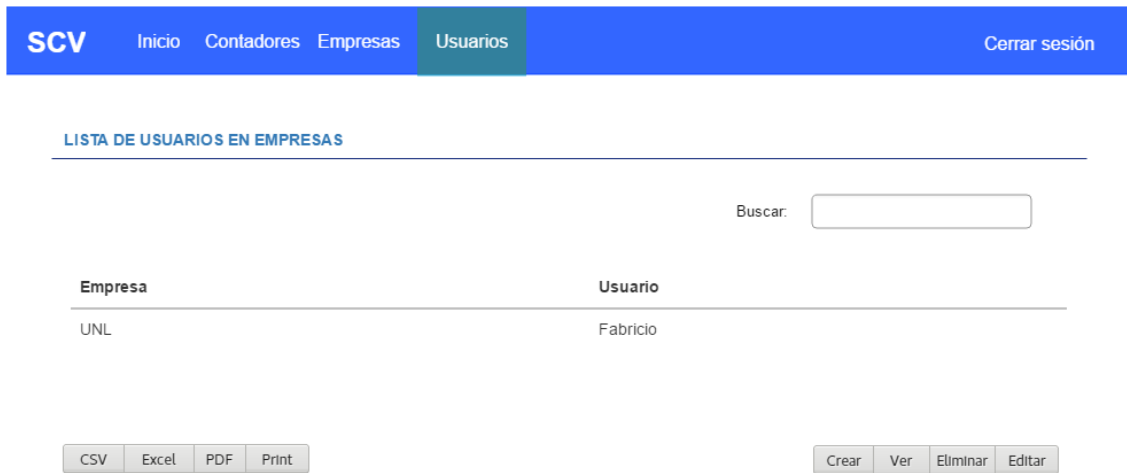 SCV Inicio Contadores Empresas Usuarios Cerrar sesión
LISTA DE USUARIOS EN EMPRESAS
Buscar:
Empresa Usuario
UNL Fabricio
CSV Excel PDF Print Crear Ver Eliminar Editar